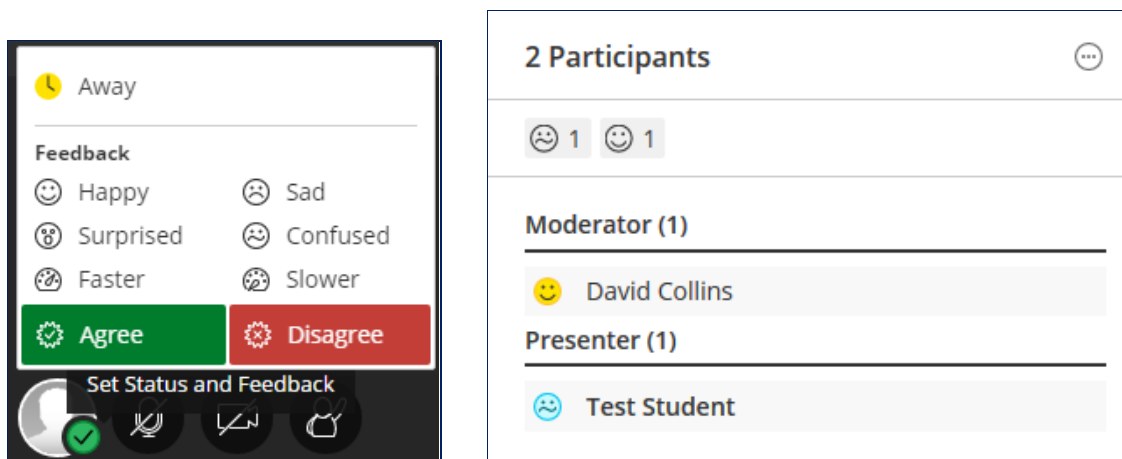 Away
Feedback
Happy Sad
Surprised Confused
Faster Slower
Agree Disagree
Set Status and Feedback
2 Participants
1 1
Moderator (1)
David Collins
Presenter (1)
Test Student